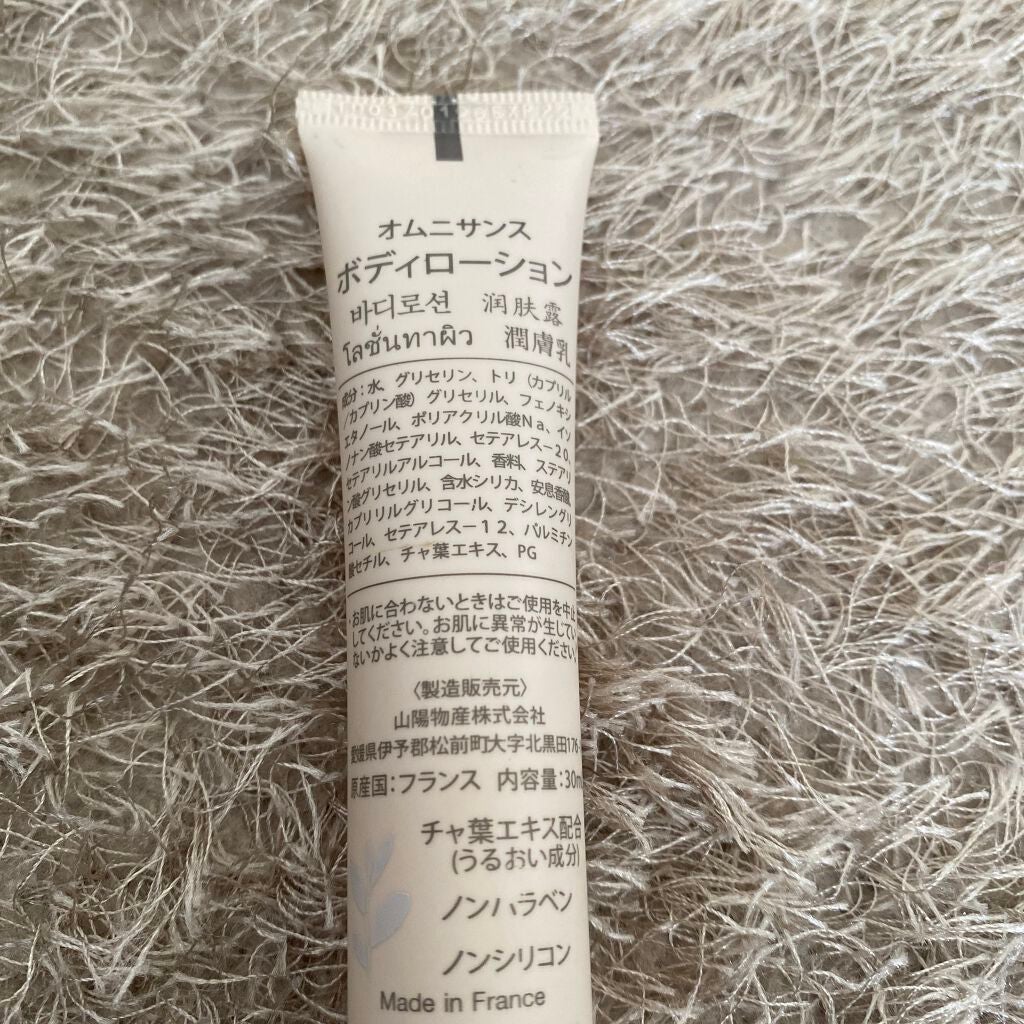 オムニサンス
ボディローション
바디로션 润肤露
โลชั่นทาผิว 潤膚乳
成分：水、グリセリン、トリ（カプリル
/カプリン酸）グリセリル、フェノキシ
エタノール、ポリアクリル酸Na、イソ
ノナン酸セテアリル、セテアレスー20、
セテアリルアルコール、香料、ステアリ
ン酸グリセリル、含水シリカ、安息香酸、
カプリリルグリコール、デシレングリ
コール、セテアレスー12、パルミチン
酸セチル、チャ葉エキス、PG
・お肌に合わないときはご使用を中止
してください。お肌に異常が生じてい
ないかよく注意してご使用ください。
〈製造販売元〉
山陽物産株式会社
愛媛県伊予郡松前町大字北黒田176
原産国：フランス 内容量：30ml
チャ葉エキス配合
(うるおい成分)
ノンパラベン
ノンシリコン
Made in France